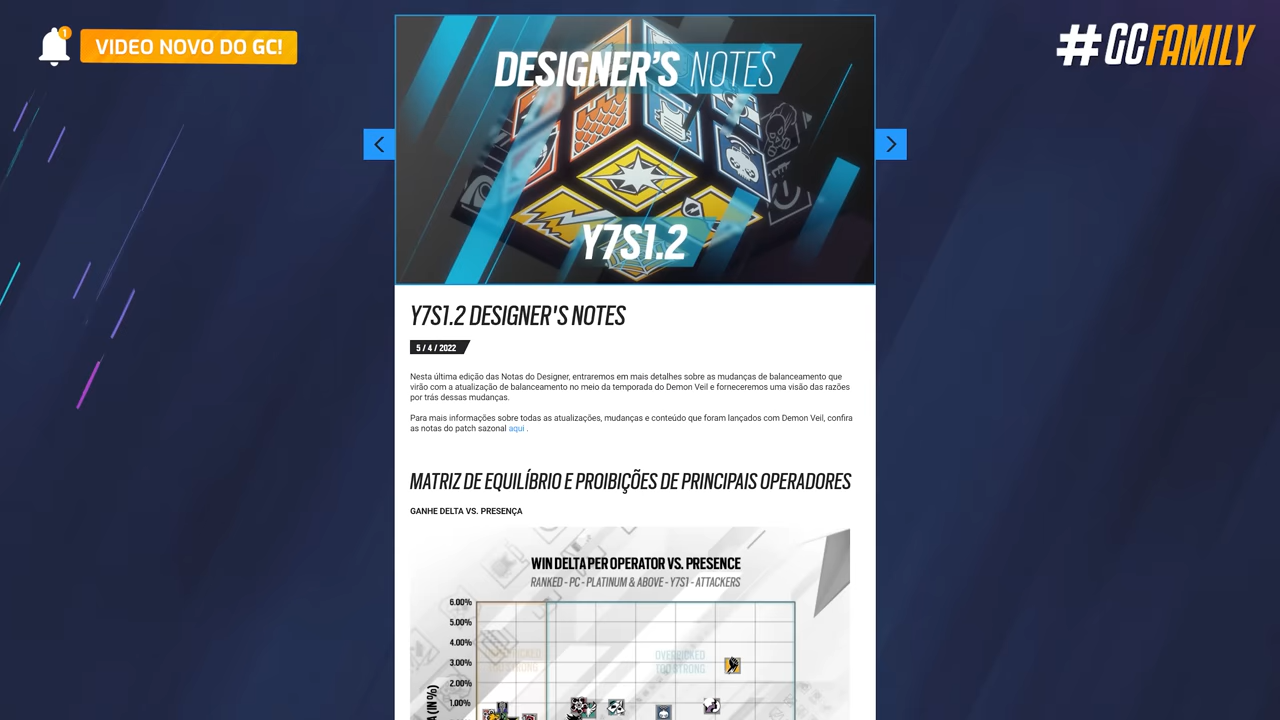 1
VIDEO NOVO DO GC!
#GCFAMILY
DESIGNER'S NOTES
Y7S1.2
Y7S1.2 DESIGNER'S NOTES
5 / 4 / 2022
Nesta última edição das Notas do Designer, entraremos em mais detalhes sobre as mudanças de balanceamento que
virão com a atualização de balanceamento no meio da temporada do Demon Veil e forneceremos uma visão das razões
por trás dessas mudanças.
Para mais informações sobre todas as atualizações, mudanças e conteúdo que foram lançados com Demon Veil, confira
as notas do patch sazonal aqui .
MATRIZ DE EQUILÍBRIO E PROIBIÇÕES DE PRINCIPAIS OPERADORES
GANHE DELTA VS. PRESENÇA
WIN DELTA PER OPERATOR VS. PRESENCE
RANKED - PC - PLATINUM & ABOVE - Y7S1 - ATTACKERS
6.00%
5.00%
4.00%
3.00%
2.00%
1.00%
OVERPICKED
TOO STRONG
(IN %)